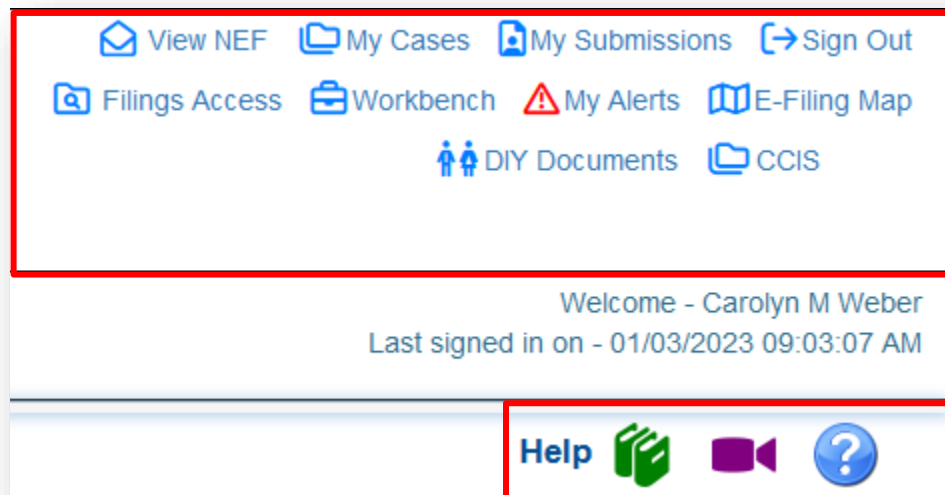 View NEF My Cases My Submissions Sign Out
Filings Access Workbench My Alerts E-Filing Map
DIY Documents CCIS
Welcome - Carolyn M Weber
Last signed in on - 01/03/2023 09:03:07 AM
Help